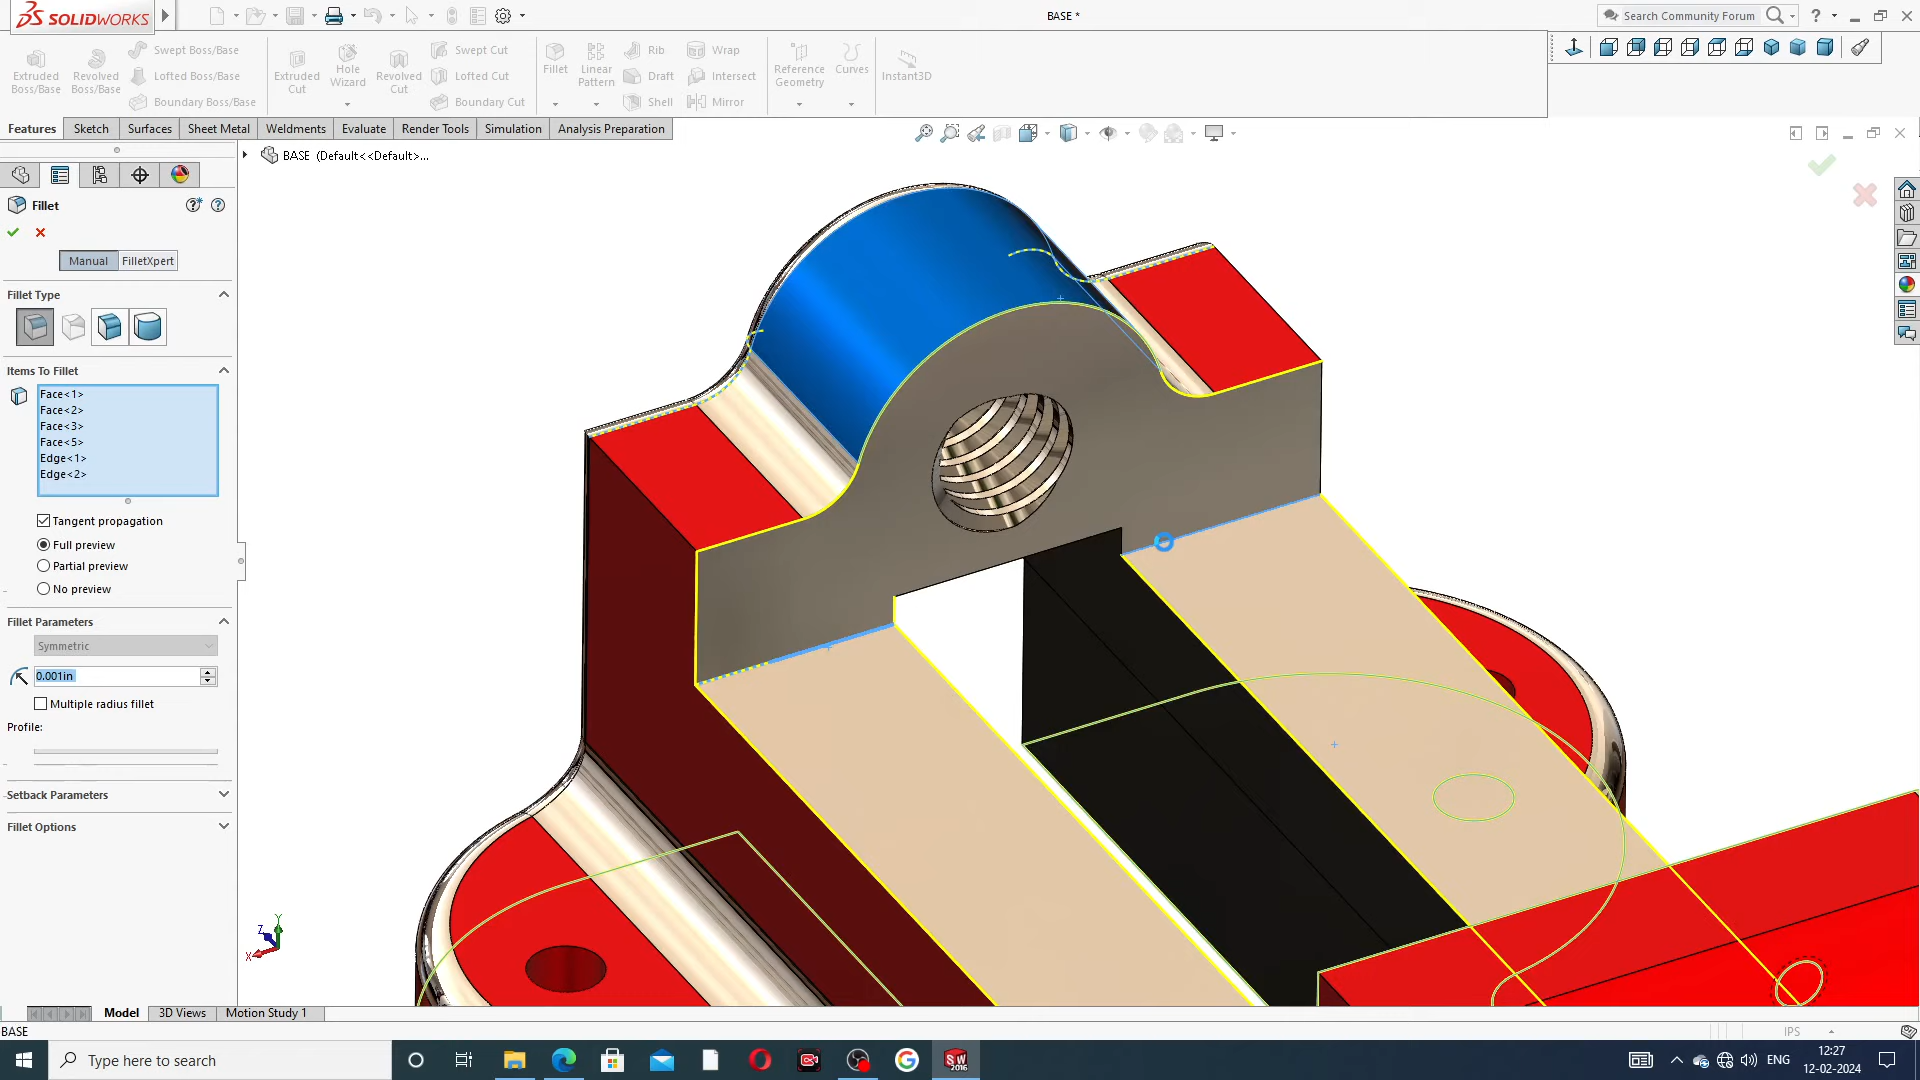 SOLIDWORKS
BASE *
Search Community Forum
Extruded Boss/Base
Revolved Boss/Base
Swept Boss/Base
Lofted Boss/Base
Boundary Boss/Base
Extruded Cut
Hole Wizard
Revolved Cut
Swept Cut
Lofted Cut
Boundary Cut
Fillet
Linear Pattern
Rib
Draft
Shell
Wrap
Intersect
Mirror
Reference Geometry
Curves
Instant3D
Features
Sketch
Surfaces
Sheet Metal
Weldments
Evaluate
Render Tools
Simulation
Analysis Preparation
BASE (Default<<Default>...
Fillet
Manual
FilletXpert
Fillet Type
Items To Fillet
Face<1>
Face<2>
Face<3>
Face<5>
Edge<1>
Edge<2>
Tangent propagation
Full preview
Partial preview
No preview
Fillet Parameters
Symmetric
0.001in
Multiple radius fillet
Profile:
Setback Parameters
Fillet Options
Y
Z
X
Model
3D Views
Motion Study 1
BASE
IPS
Type here to search
SW
2016
ENG
12:27
12-02-2024